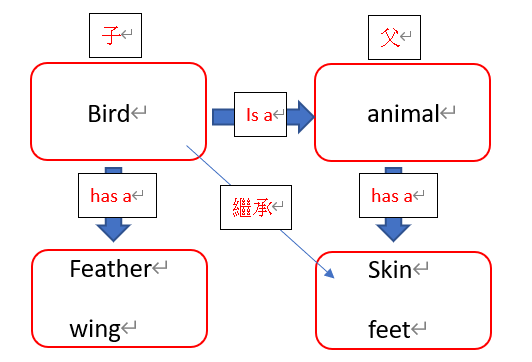 子
父
Bird
Is a
animal
has a
繼承
has a
Feather
wing
Skin
feet